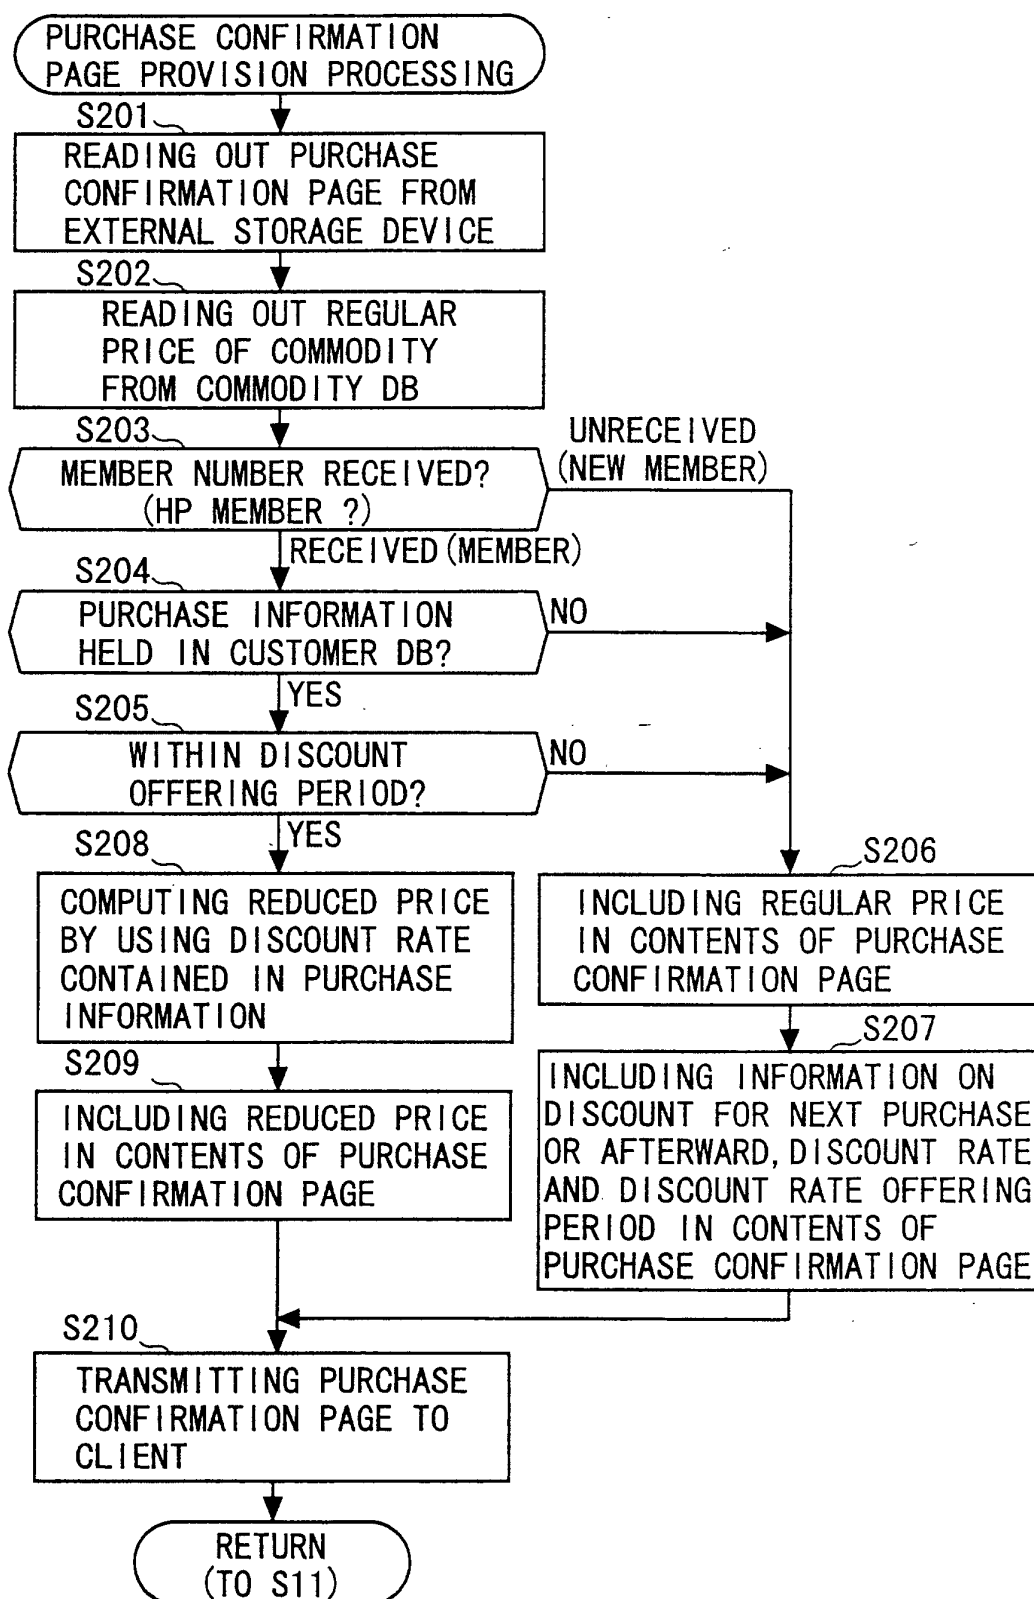 PURCHASE CONFIRMATION
PAGE PROVISION PROCESSING
S201
READING OUT PURCHASE
CONFIRMATION PAGE FROM
EXTERNAL STORAGE DEVICE
S202
READING OUT REGULAR
PRICE OF COMMODITY
FROM COMMODITY DB
S203
MEMBER NUMBER RECEIVED?
(HP MEMBER ?)
UNRECEIVED
(NEW MEMBER)
RECEIVED(MEMBER)
S204
PURCHASE INFORMATION
HELD IN CUSTOMER DB?
NO
YES
S205
WITHIN DISCOUNT
OFFERING PERIOD?
NO
YES
S208
COMPUTING REDUCED PRICE
BY USING DISCOUNT RATE
CONTAINED IN PURCHASE
INFORMATION
S206
INCLUDING REGULAR PRICE
IN CONTENTS OF PURCHASE
CONFIRMATION PAGE
S207
INCLUDING INFORMATION ON
DISCOUNT FOR NEXT PURCHASE
OR AFTERWARD, DISCOUNT RATE
AND DISCOUNT RATE OFFERING
PERIOD IN CONTENTS OF
PURCHASE CONFIRMATION PAGE
S209
INCLUDING REDUCED PRICE
IN CONTENTS OF PURCHASE
CONFIRMATION PAGE
S210
TRANSMITTING PURCHASE
CONFIRMATION PAGE TO
CLIENT
RETURN
(TO S11)